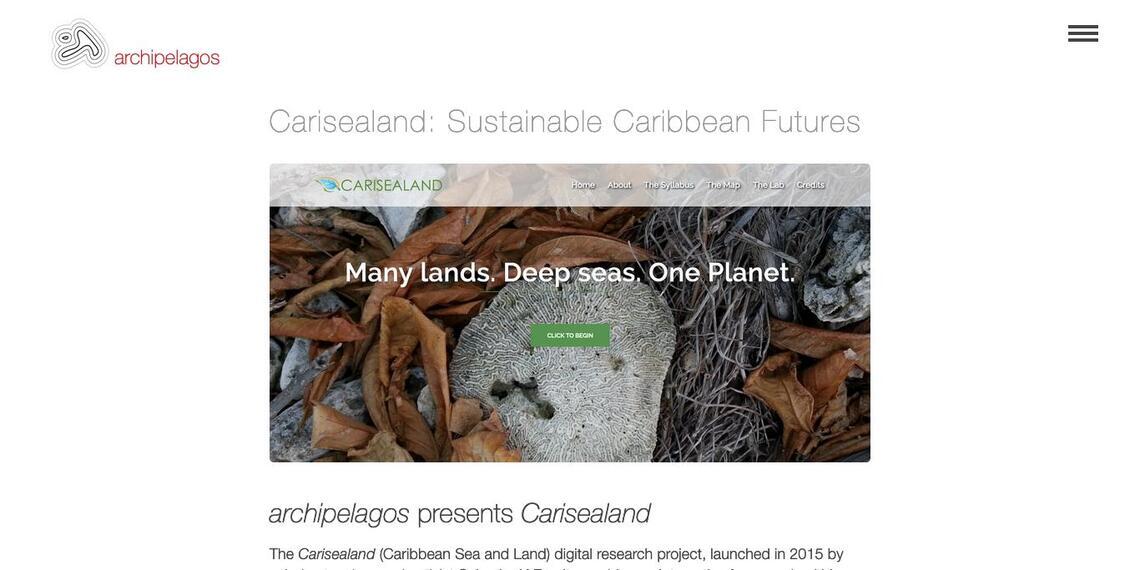 archipelagos
Carisealand: Sustainable Caribbean Futures
CARISEALAND
Home About The Syllabus The Map The Lab Credits
Many lands. Deep seas. One Planet.
CLICK TO BEGIN
archipelagos presents Carisealand
The Carisealand (Caribbean Sea and Land) digital research project, launched in 2015 by